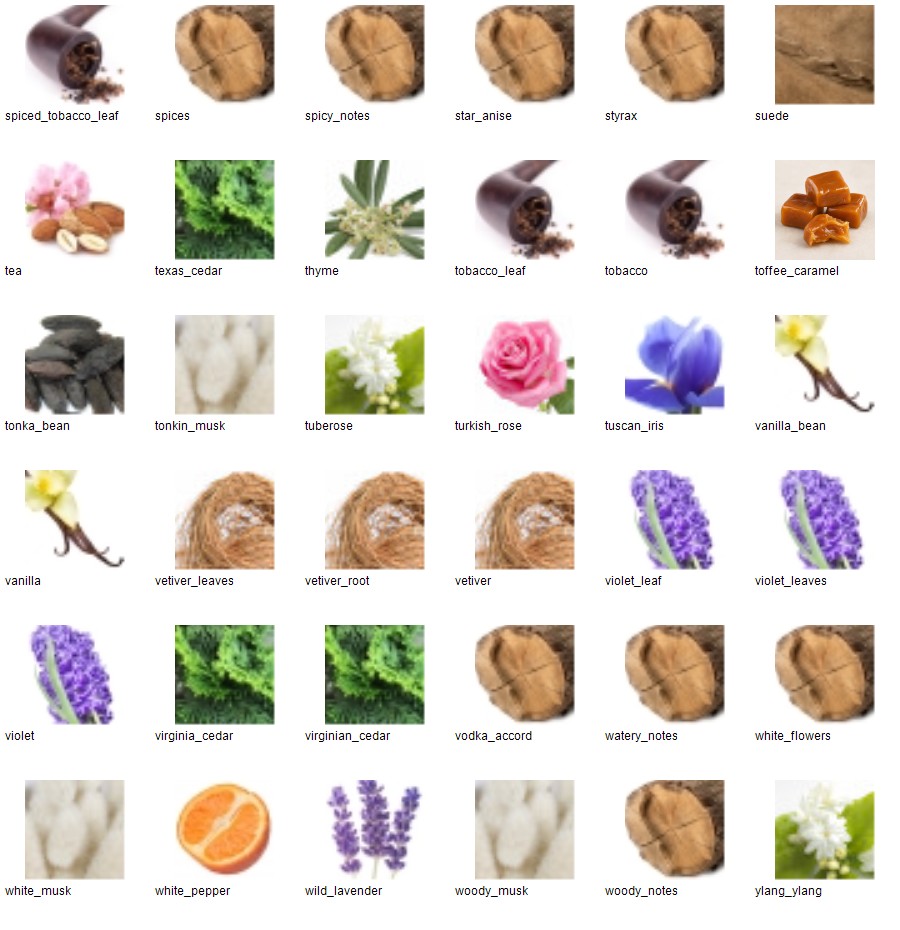 spiced_tobacco_leaf
spices
spicy_notes
star_anise
styrax
suede
tea
texas_cedar
thyme
tobacco_leaf
tobacco
toffee_caramel
tonka_bean
tonkin_musk
tuberose
turkish_rose
tuscan_iris
vanilla_bean
vanilla
vetiver_leaves
vetiver_root
vetiver
violet_leaf
violet_leaves
violet
virginia_cedar
virginian_cedar
vodka_accord
watery_notes
white_flowers
white_musk
white_pepper
wild_lavender
woody_musk
woody_notes
ylang_ylang